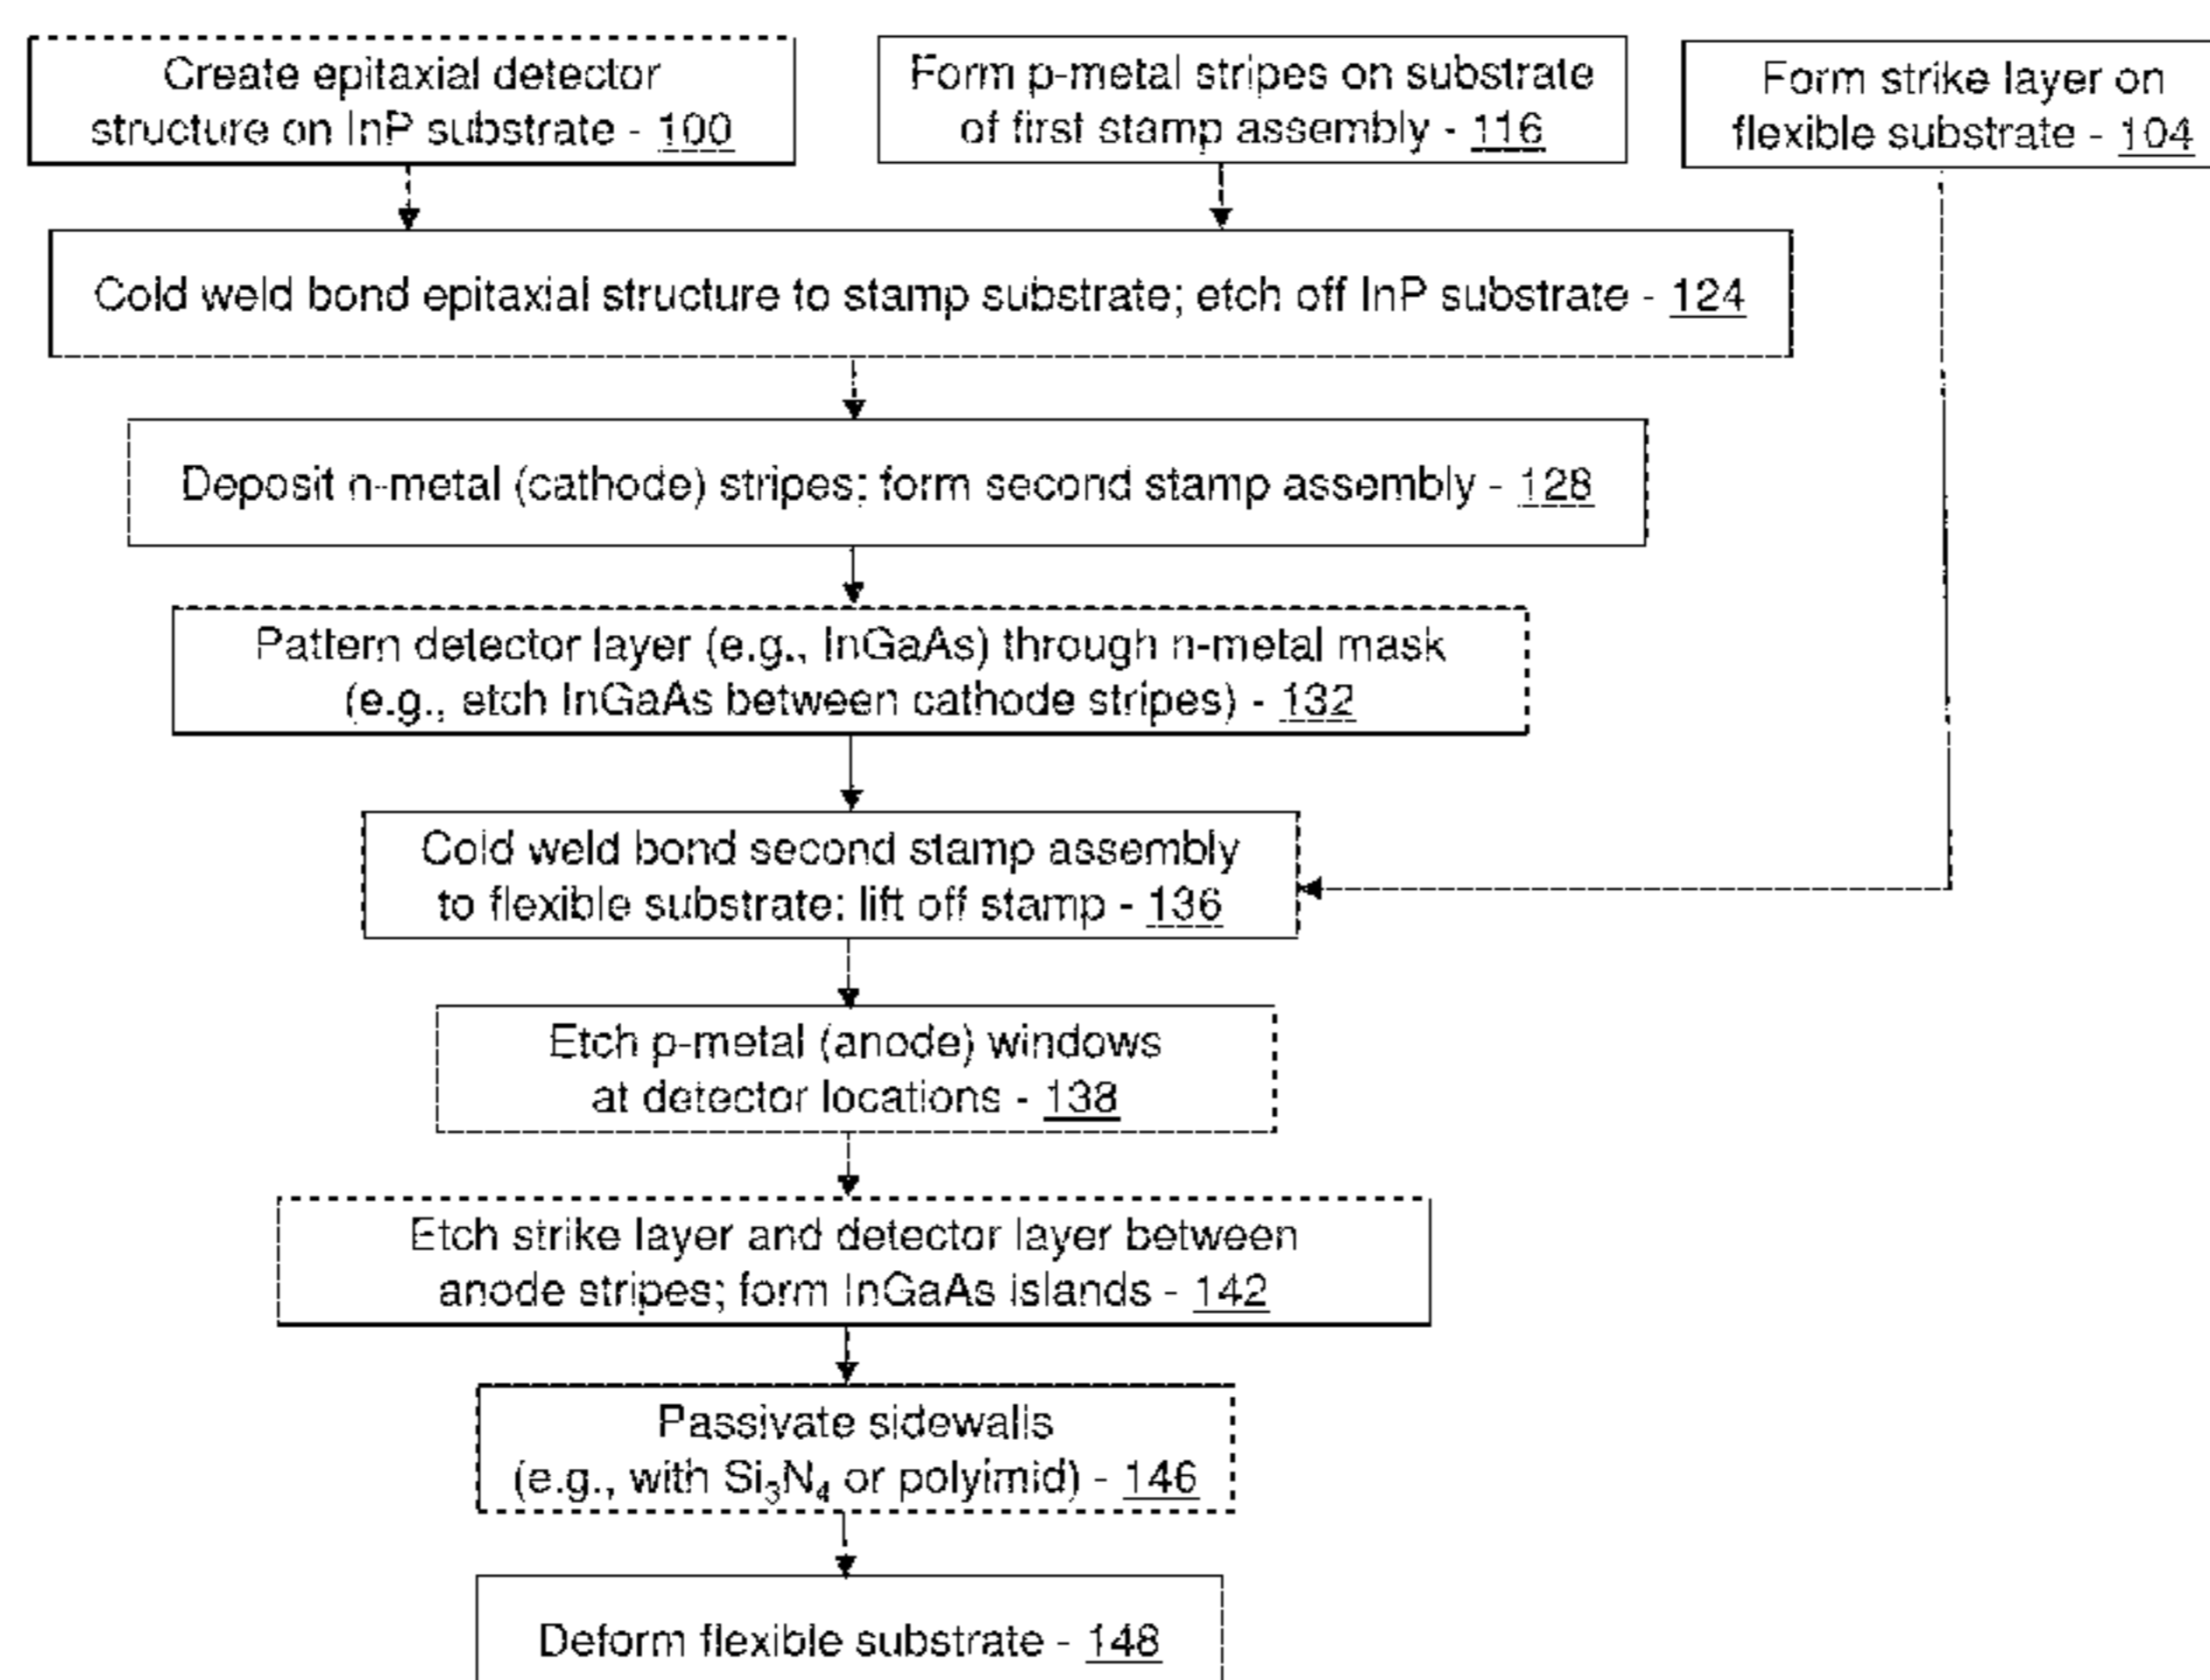 Create epitaxial detector
structure on InP substrate - 100
Form p-metal stripes on substrate
of first stamp assembly - 116
Form strike layer on
flexible substrate - 104
Cold weld bond epitaxial structure to stamp substrate; etch off InP substrate - 124
Deposit n-metal (cathode) stripes; form second stamp assembly - 128
Pattern detector layer (e.g., InGaAs) through n-metal mask
(e.g., etch InGaAs between cathode stripes) - 132
Cold weld bond second stamp assembly
to flexible substrate; lift off stamp - 136
Etch p-metal (anode) windows
at detector locations - 138
Etch strike layer and detector layer between
anode stripes; form InGaAs islands - 142
Passivate sidewalls
(e.g., with Si₃N₄ or polyimid) - 146
Deform flexible substrate - 148